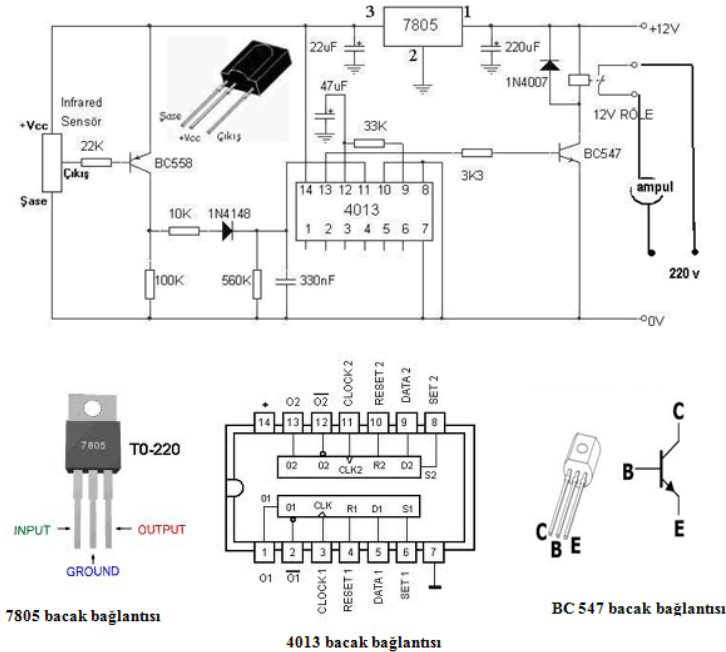 3 7805 1
2
+12V
22uF
220uF
1N4007
12V RÖLE
47uF
Infrared
Sensör
+Vcc
22K
Çıkış
Şase
BC558
Şase
+Vcc
Çıkış
33K
3K3
BC547
ampul
220 v
14 13 12 11 10 9 8
4013
1 2 3 4 5 6 7
10K
1N4148
100K
560K
330nF
0V
7805
TO-220
INPUT
OUTPUT
GROUND
7805 bacak bağlantısı
+
O2
O2
CLOCK 2
RESET 2
DATA 2
SET 2
14 13 12 11 10 9 8
O2 O2 CLK2 R2 D2
S2
O1
O1 CLK R1 D1 S1
1 2 3 4 5 6 7
O1
O1
CLOCK 1
RESET 1
DATA 1
SET 1
4013 bacak bağlantısı
C
B
E
C
B
E
BC 547 bacak bağlantısı